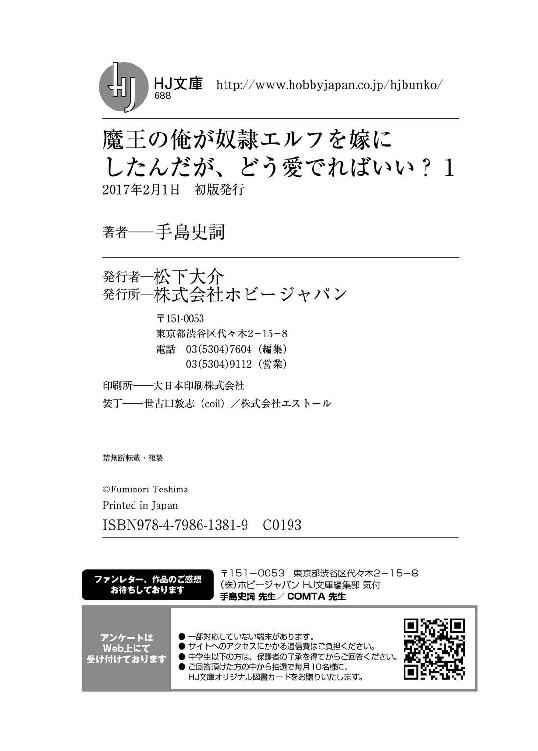 HJ
HJ文庫 http://www.hobbyjapan.co.jp/hjbunko/
688
魔王の俺が奴隷エルフを嫁に
したんだが、どう愛でればいい？ 1
2017年2月1日 初版発行
著者──手島史詞
発行者─松下大介
発行所─株式会社ホビージャパン
〒151-0053
東京都渋谷区代々木2−15−8
電話 03(5304)7604（編集）
03(5304)9112（営業）
印刷所──大日本印刷株式会社
装丁──世古口敦志（coil）／株式会社エストール
禁無断転載・複製
©Fuminori Teshima
Printed in Japan
ISBN978-4-7986-1381-9 C0193
ファンレター、作品のご感想
お待ちしております
〒151−0053 東京都渋谷区代々木2−15−8
（株）ホビージャパン HJ文庫編集部 気付
手島史詞 先生／ COMTA 先生
アンケートは
Web上にて
受け付けております
● 一部対応していない端末があります。
● サイトへのアクセスにかかる通信費はご負担ください。
● 中学生以下の方は、保護者の了承を得てからご回答ください。
● ご回答頂けた方の中から抽選で毎月10名様に、
HJ文庫オリジナル図書カードをお贈りいたします。